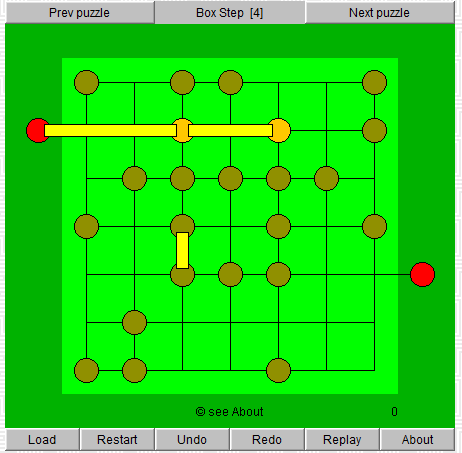 Prev puzzle Box Step [4] Next puzzle
© see About 0
Load Restart Undo Redo Replay About